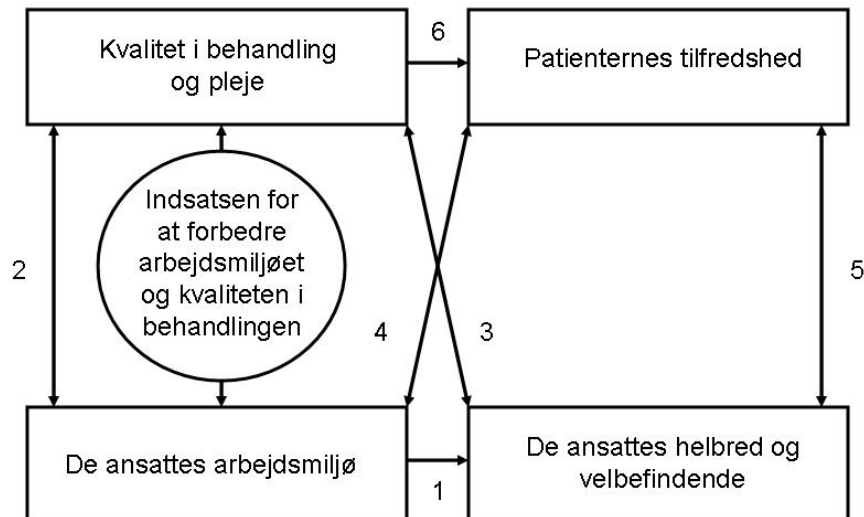 Kvalitet i behandling
og pleje
6
Patienternes tilfredshed
Indsatsen for
at forbedre
arbejdsmiljøet
og kvaliteten i
behandlingen
2
4
3
5
De ansattes arbejdsmiljø
1
De ansattes helbred og
velbefindende